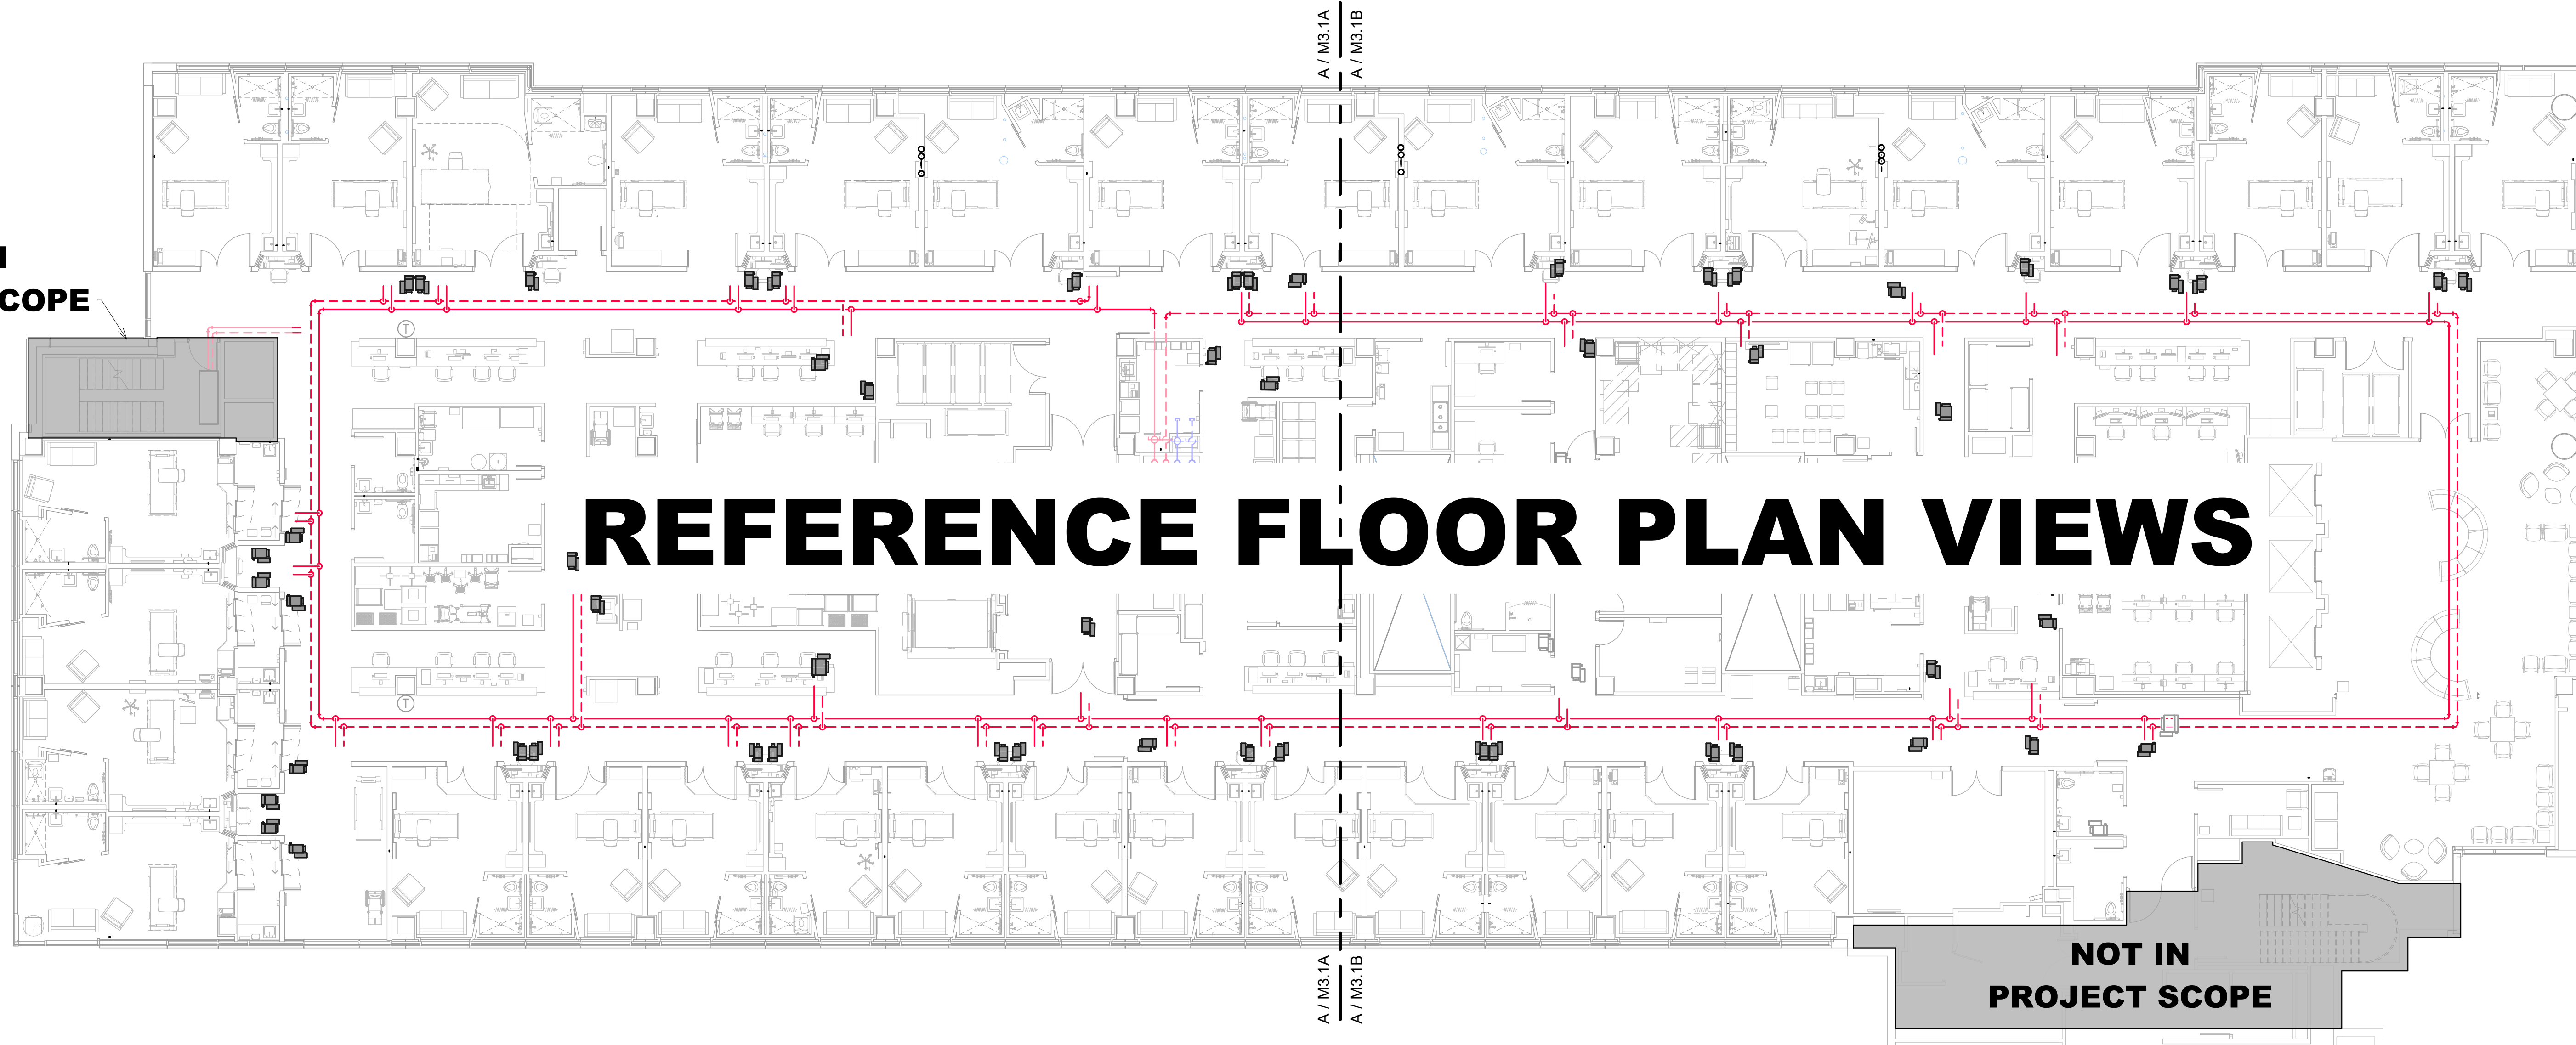 A / M3.1A
A / M3.1B
COPE
T
REFERENCE FLOOR PLAN VIEWS
T
NOT IN
PROJECT SCOPE
A / M3.1A
A / M3.1B